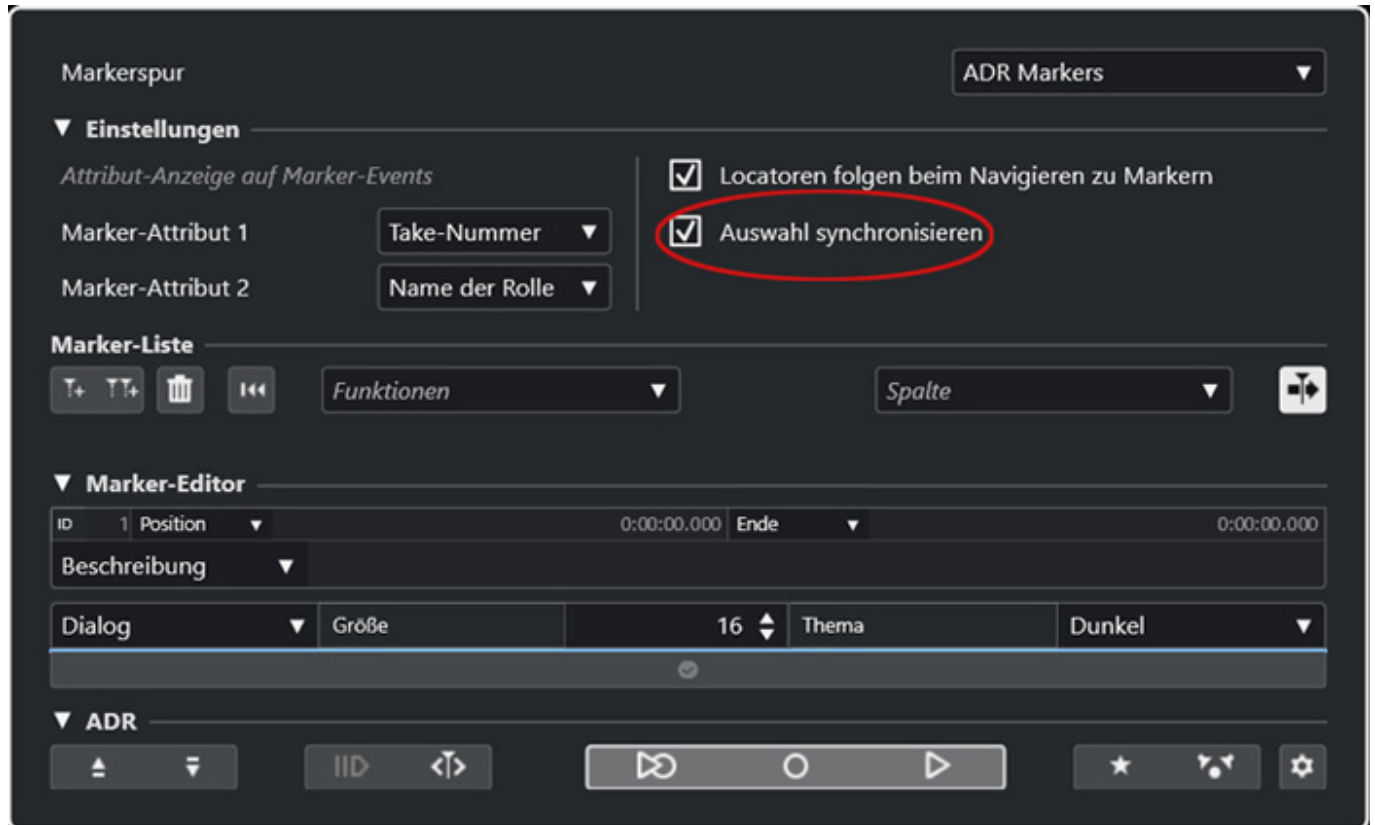 Markerspur
ADR Markers
Einstellungen
Attribut-Anzeige auf Marker-Events
Locatoren folgen beim Navigieren zu Markern
Marker-Attribut 1
Take-Nummer
Auswahl synchronisieren
Marker-Attribut 2
Name der Rolle
Marker-Liste
Funktionen
Spalte
Marker-Editor
ID 1 Position 0:00:00.000 Ende 0:00:00.000
Beschreibung
Dialog Größe 16 Thema Dunkel
ADR